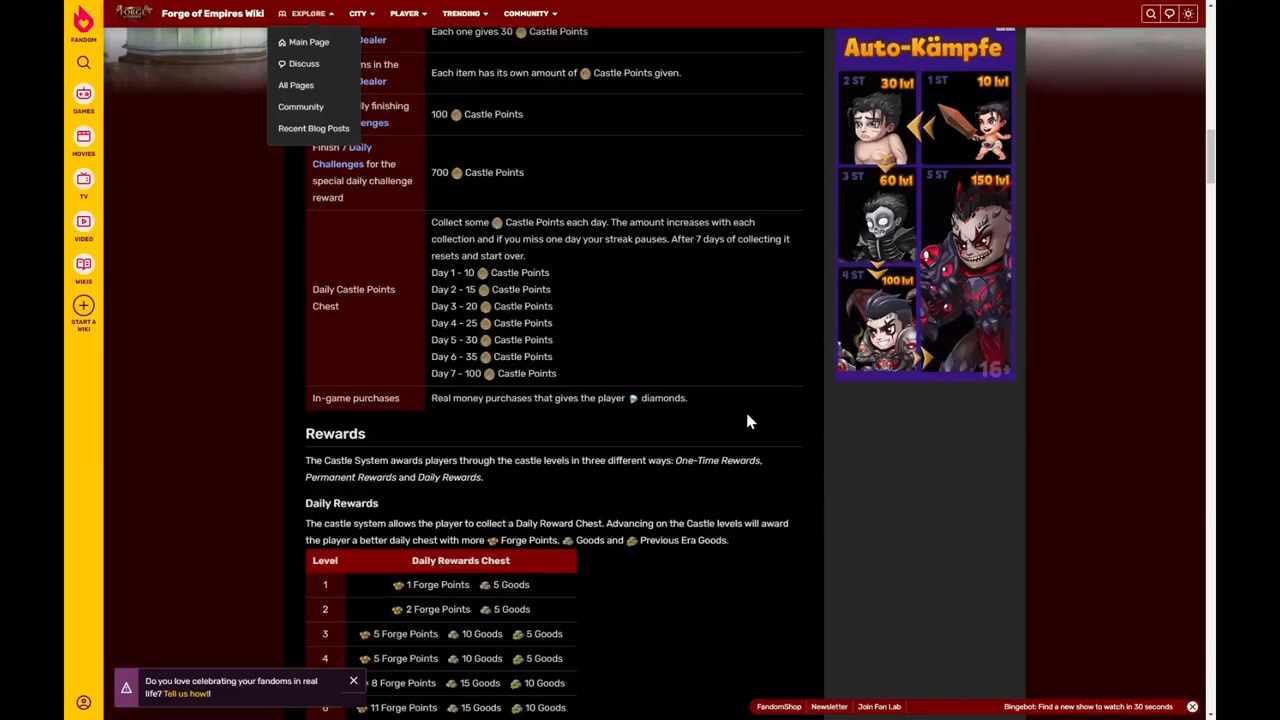 Forge of Empires Wiki
EXPLORE
CITY
PLAYER
TRENDING
COMMUNITY
FANDOM
GAMES
MOVIES
TV
VIDEO
WIKIS
START A
WIKI
Main Page
Discuss
All Pages
Community
Recent Blog Posts
Dealer
Each one gives 30 Castle Points
ms in the
Dealer
Each item has its own amount of Castle Points given.
lly finishing
enges
100 Castle Points
Finish 7 Daily
Challenges for the
special daily challenge
reward
700 Castle Points
Daily Castle Points
Chest
Collect some Castle Points each day. The amount increases with each
collection and if you miss one day your streak pauses. After 7 days of collecting it
resets and start over.
Day 1 - 10 Castle Points
Day 2 - 15 Castle Points
Day 3 - 20 Castle Points
Day 4 - 25 Castle Points
Day 5 - 30 Castle Points
Day 6 - 35 Castle Points
Day 7 - 100 Castle Points
In-game purchases
Real money purchases that gives the player diamonds.
Rewards
The Castle System awards players through the castle levels in three different ways: One-Time Rewards,
Permanent Rewards and Daily Rewards.
Daily Rewards
The castle system allows the player to collect a Daily Reward Chest. Advancing on the Castle levels will award
the player a better daily chest with more Forge Points, Goods and Previous Era Goods.
Level Daily Rewards Chest
1 1 Forge Points 5 Goods
2 2 Forge Points 5 Goods
3 5 Forge Points 10 Goods 5 Goods
4 5 Forge Points 10 Goods 5 Goods
8 Forge Points 15 Goods 10 Goods
11 Forge Points 15 Goods 10 Goods
Auto-Kämpfe
2 ST 30 lvl
1 ST 10 lvl
3 ST 60 lvl
5 ST 150 lvl
4 ST 100 lvl
16+
Do you love celebrating your fandoms in real
life? Tell us how!!
FandomShop Newsletter Join Fan Lab
Bingebot: Find a new show to watch in 30 seconds